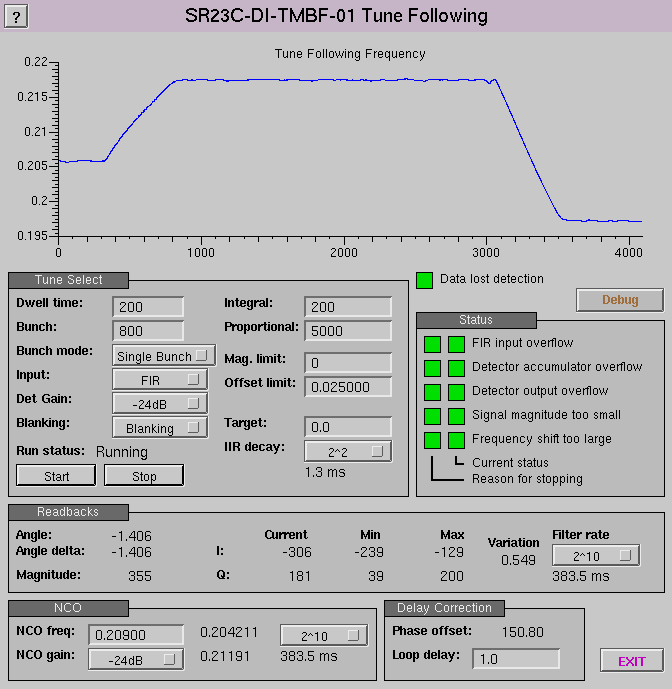 ?
SR23C-DI-TMBF-01 Tune Following
Tune Following Frequency
0.22
0.215
0.21
0.205
0.2
0.195
0 1000 2000 3000 4000
Tune Select
Dwell time: 200 Integral: 200
Bunch: 800 Proportional: 5000
Bunch mode: Single Bunch Mag. limit: 0
Input: FIR Offset limit: 0.025000
Det Gain: -24dB
Blanking: Blanking Target: 0.0
Run status: Running IIR decay: 2^2
Start Stop 1.3 ms
Data lost detection
Debug
Status
FIR input overflow
Detector accumulator overflow
Detector output overflow
Signal magnitude too small
Frequency shift too large
Current status
Reason for stopping
Readbacks
Angle: -1.406 Current Min Max Variation Filter rate
Angle delta: -1.406 I: -306 -239 -129 0.549 2^10
Magnitude: 355 Q: 181 39 200 383.5 ms
NCO
NCO freq: 0.20900 0.204211 2^10
NCO gain: -24dB 0.21191 383.5 ms
Delay Correction
Phase offset: 150.80
Loop delay: 1.0
EXIT